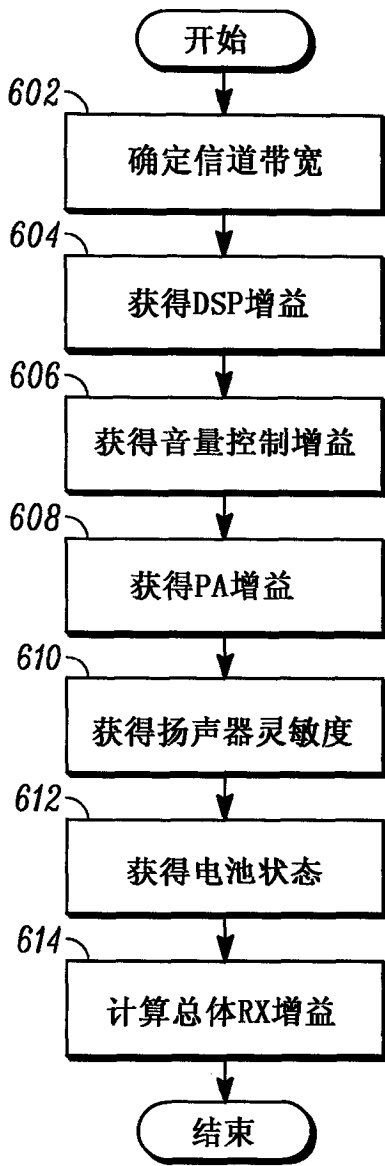 开始
602
确定信道带宽
604
获得DSP增益
606
获得音量控制增益
608
获得PA增益
610
获得扬声器灵敏度
612
获得电池状态
614
计算总体RX增益
结束